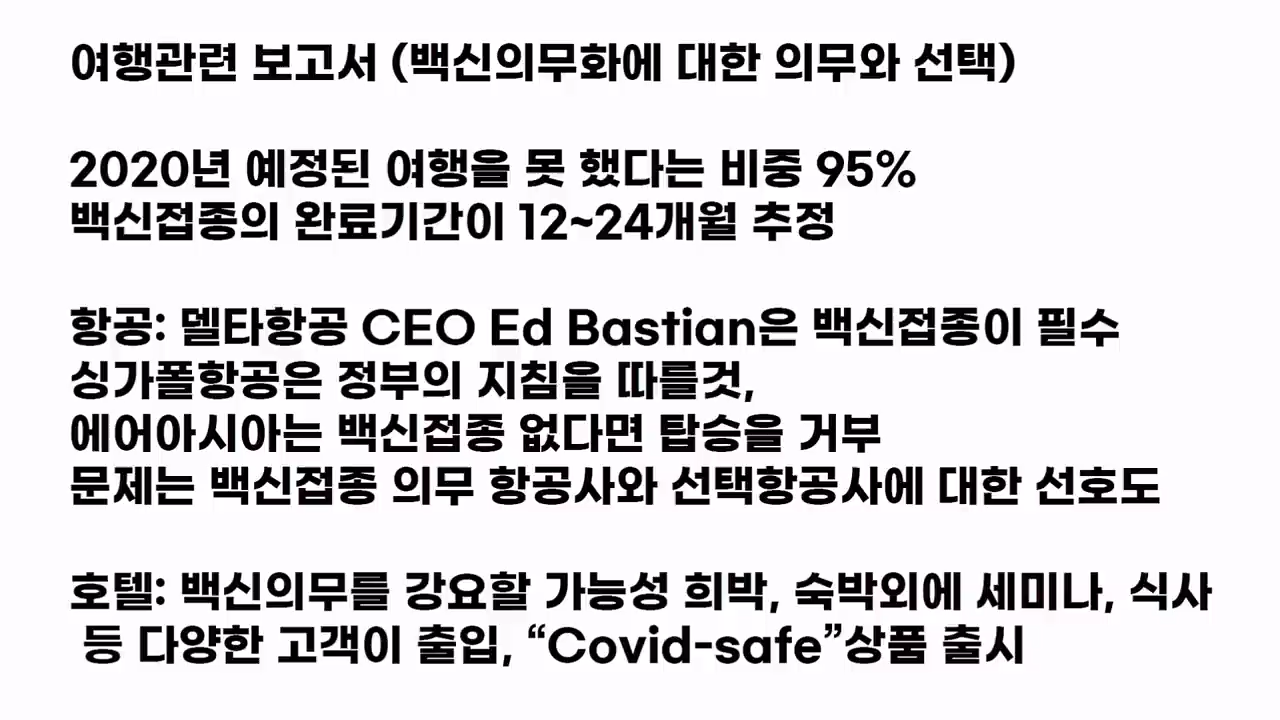 여행관련 보고서 (백신의무화에 대한 의무와 선택)
2020년 예정된 여행을 못 했다는 비중 95%
백신접종의 완료기간이 12~24개월 추정
항공: 델타항공 CEO Ed Bastian은 백신접종이 필수
싱가폴항공은 정부의 지침을 따를것,
에어아시아는 백신접종 없다면 탑승을 거부
문제는 백신접종 의무 항공사와 선택항공사에 대한 선호도
호텔: 백신의무를 강요할 가능성 희박, 숙박외에 세미나, 식사
등 다양한 고객이 출입, “Covid-safe”상품 출시